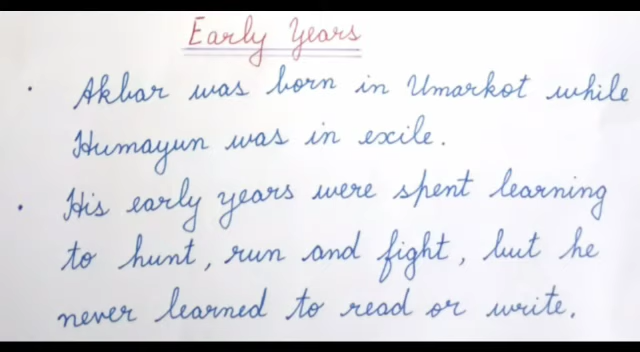 Early Years
· Akbar was born in Umarkot while
Humayun was in exile.
· His early years were spent learning
to hunt, run and fight, but he
never learned to read or write.